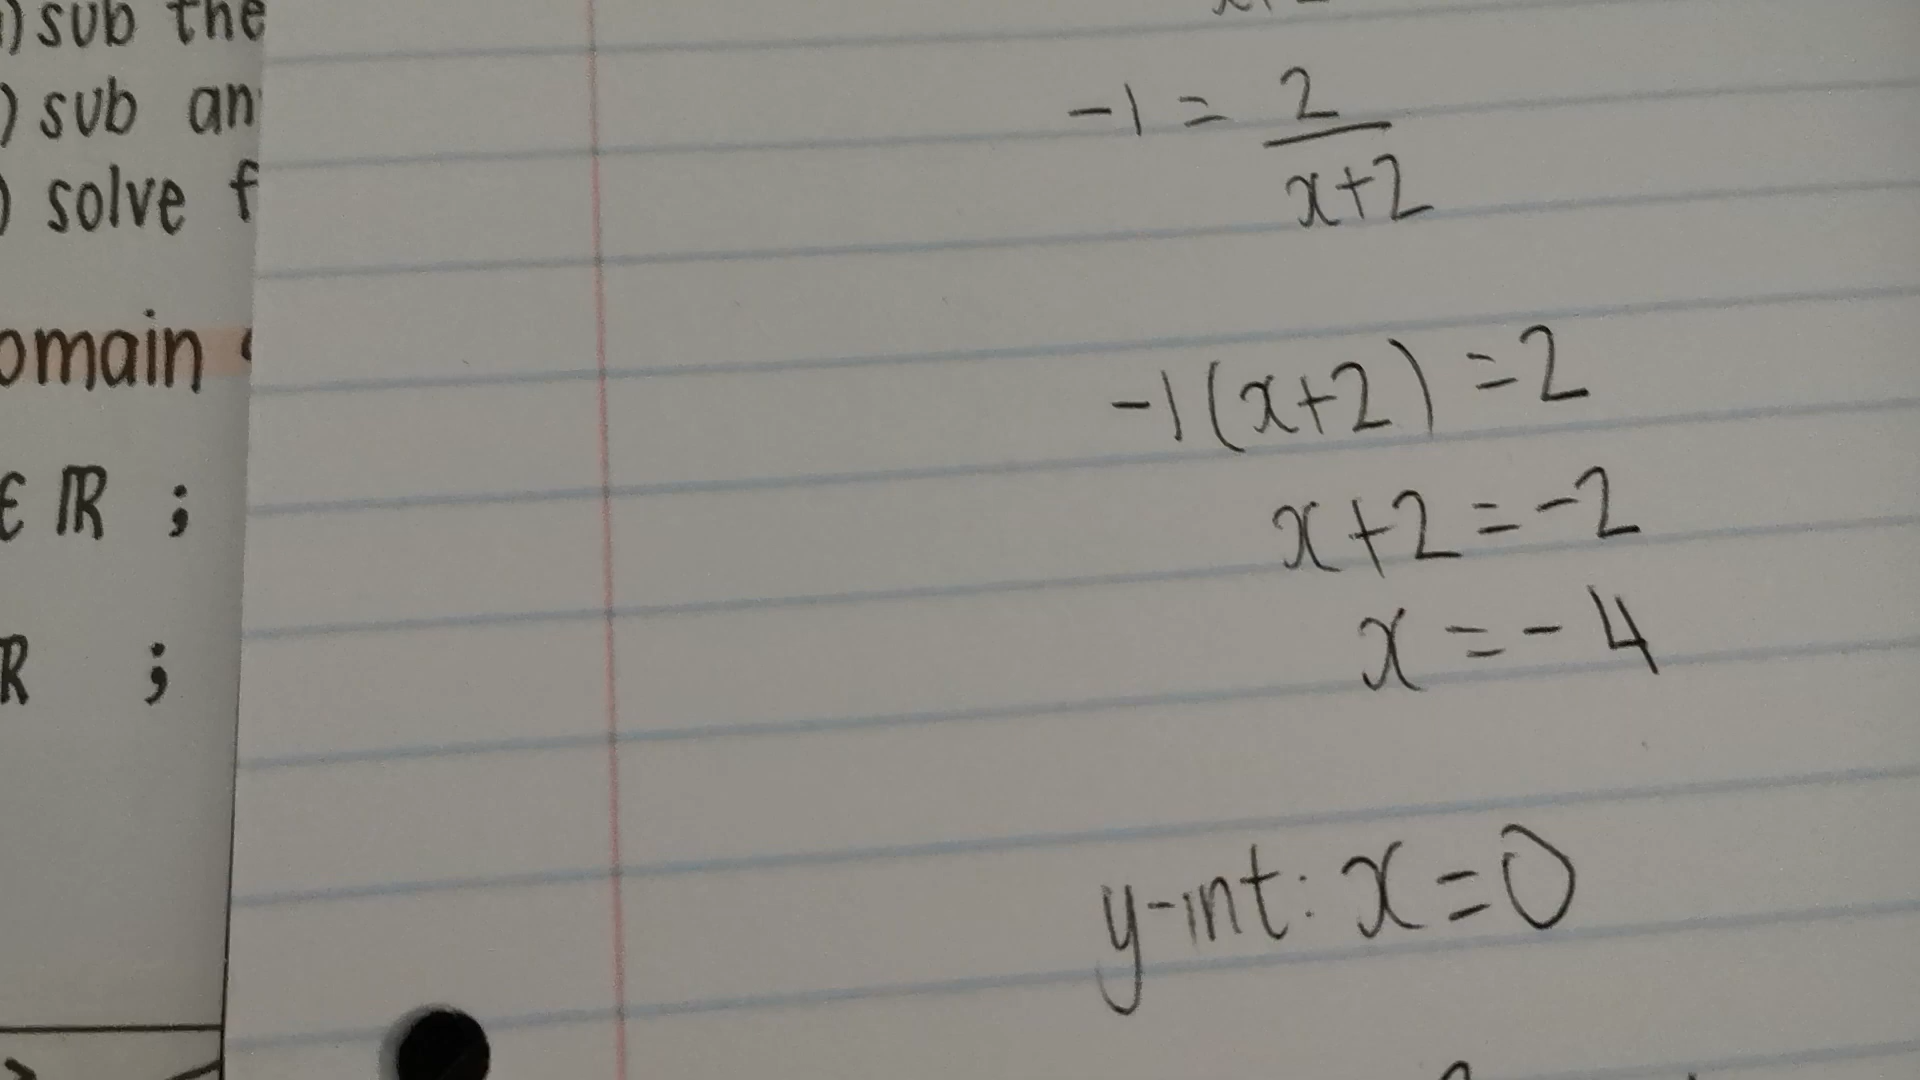 ) sub the
) sub an
) solve f
omain
∈ ℝ ;
ℝ ;
-1 = 2/(x+2)
-1(x+2) = 2
x+2 = -2
x = -4
y-int: x = 0